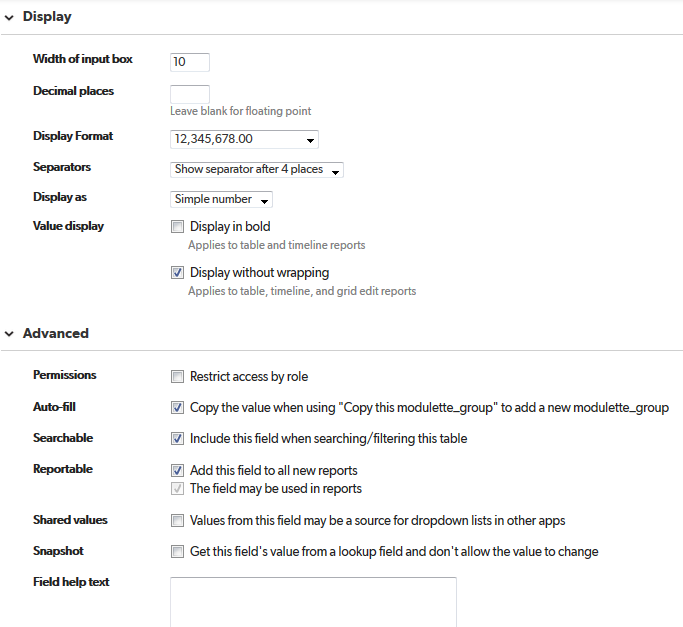 Display
Width of input box 10
Decimal places
Leave blank for floating point
Display Format 12,345,678.00
Separators Show separator after 4 places
Display as Simple number
Value display Display in bold
Applies to table and timeline reports
Display without wrapping
Applies to table, timeline, and grid edit reports
Advanced
Permissions Restrict access by role
Auto-fill Copy the value when using "Copy this modulette_group" to add a new modulette_group
Searchable Include this field when searching/filtering this table
Reportable Add this field to all new reports
The field may be used in reports
Shared values Values from this field may be a source for dropdown lists in other apps
Snapshot Get this field's value from a lookup field and don't allow the value to change
Field help text